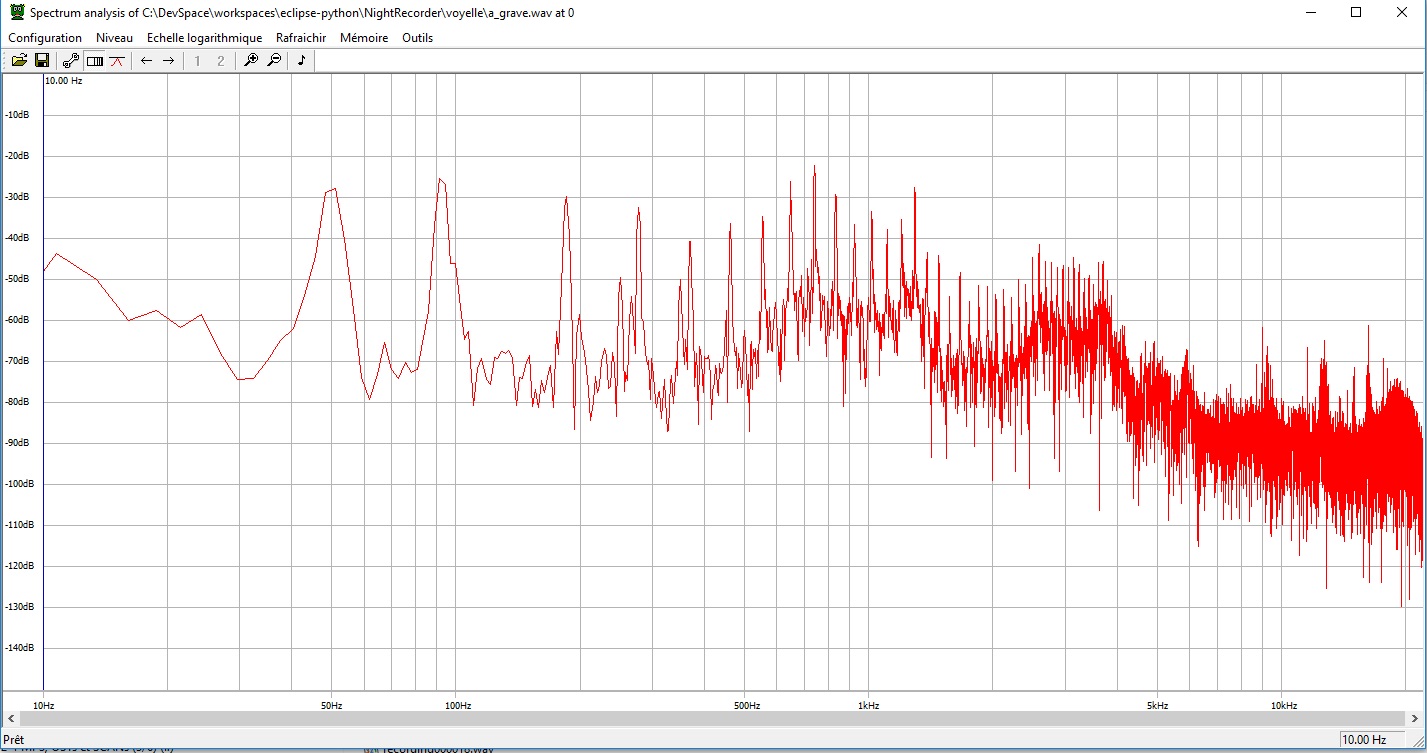 Spectrum analysis of C:\DevSpace\workspaces\eclipse-python\NightRecorder\voyelle\a_grave.wav at 0
Configuration Niveau Echelle logarithmique Rafraichir Mémoire Outils
1 2
10.00 Hz
-10dB
-20dB
-30dB
-40dB
-50dB
-60dB
-70dB
-80dB
-90dB
-100dB
-110dB
-120dB
-130dB
-140dB
10Hz 50Hz 100Hz 500Hz 1kHz 5kHz 10kHz
Prêt 10.00 Hz